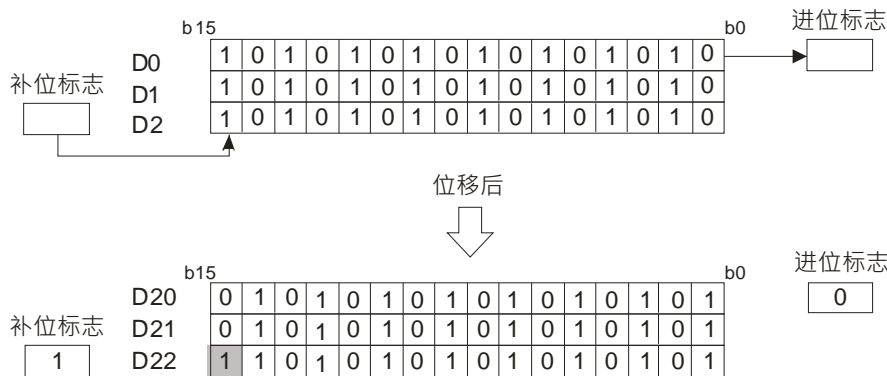 b15 b0 进位标志
D0 1 0 1 0 1 0 1 0 1 0 1 0 1 0 1 0
补位标志 D1 1 0 1 0 1 0 1 0 1 0 1 0 1 0 1 0
D2 1 0 1 0 1 0 1 0 1 0 1 0 1 0 1 0
位移后
b15 b0 进位标志
D20 0 1 0 1 0 1 0 1 0 1 0 1 0 1 0 1 0
补位标志 D21 0 1 0 1 0 1 0 1 0 1 0 1 0 1 0 1
1 D22 1 1 0 1 0 1 0 1 0 1 0 1 0 1 0 1